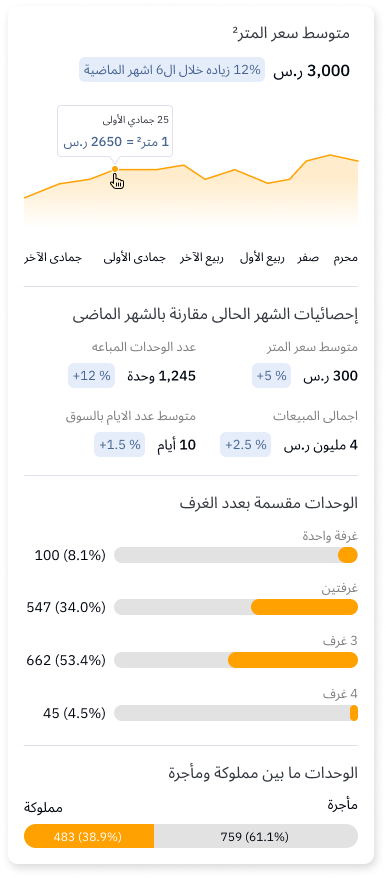 متوسط سعر المتر²
3,000 ر.س 12% زياده خلال ال6 اشهر الماضية
25 جمادي الأولى
1 متر² = 2650 ر.س
محرم صفر ربيع الأول ربيع الآخر جمادى الأولى جمادى الآخر
إحصائيات الشهر الحالى مقارنة بالشهر الماضى
متوسط سعر المتر عدد الوحدات المباعه
300 ر.س +5 % 1,245 وحدة +12 %
اجمالى المبيعات متوسط عدد الايام بالسوق
4 مليون ر.س +2.5 % 10 أيام +1.5 %
الوحدات مقسمة بعدد الغرف
غرفة واحدة
100 (8.1%)
غرفتين
547 (34.0%)
3 غرف
662 (53.4%)
4 غرف
45 (4.5%)
الوحدات ما بين مملوكة ومأجرة
مأجرة مملوكة
759 (61.1%) 483 (38.9%)